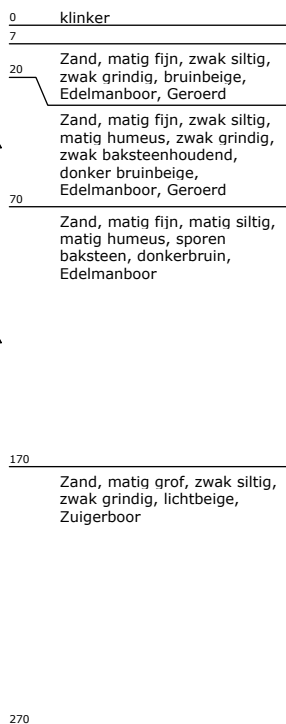 0 klinker
7
Zand, matig fijn, zwak siltig,
20 zwak grindig, bruinbeige,
Edelmanboor, Geroerd
Zand, matig fijn, zwak siltig,
matig humeus, zwak grindig,
zwak baksteenhoudend,
donker bruinbeige,
Edelmanboor, Geroerd
70
Zand, matig fijn, matig siltig,
matig humeus, sporen
baksteen, donkerbruin,
Edelmanboor
170
Zand, matig grof, zwak siltig,
zwak grindig, lichtbeige,
Zuigerboor
270